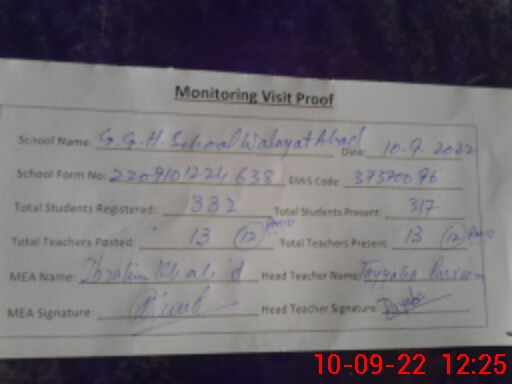 Monitoring Visit Proof
School Name: G.G.H-School Walayat Abad Date: 10-9-2022
School Form No: 638 EMIS Code:
Total Students Registered: 332 Total Students Present: 317
Total Teachers Posted: 13 (12) Total Teachers Present: 13 (12)
MEA Name: Ibrahim Khalid Head Teacher Name: Tayyaba Parveen
MEA Signature: Head Teacher Signature:
10-09-22 12:25